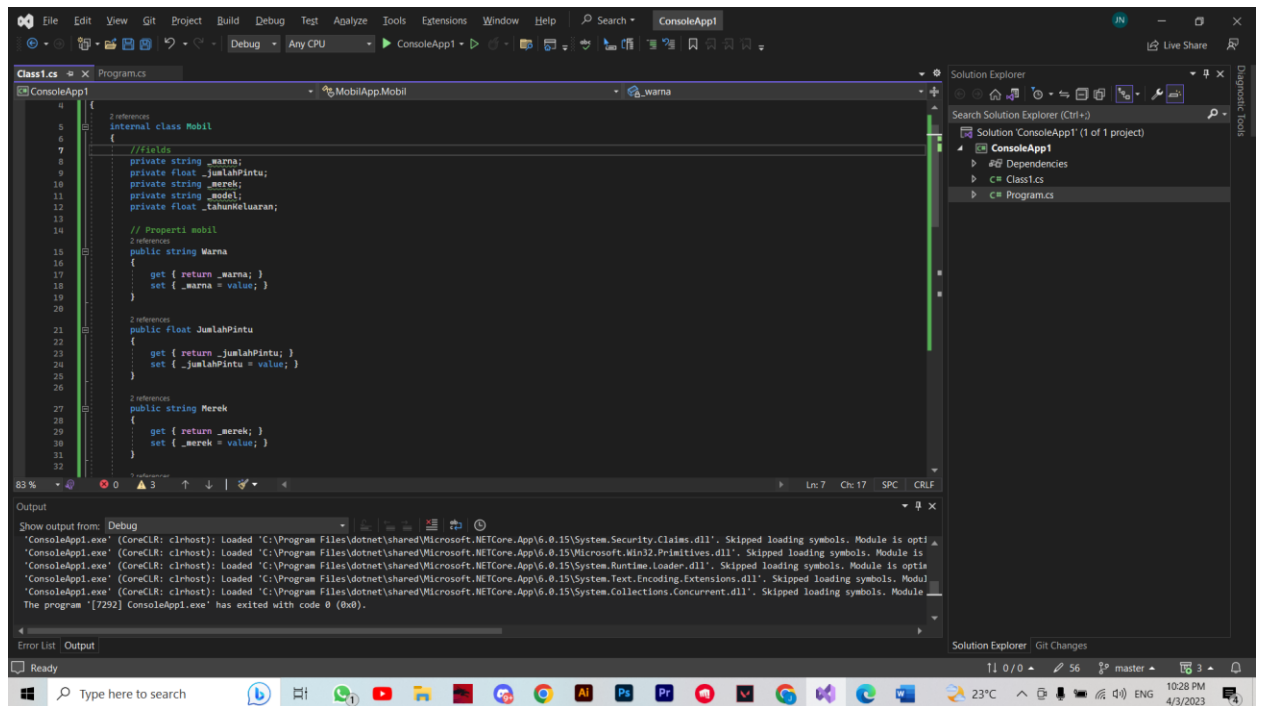 File Edit View Git Project Build Debug Test Analyze Tools Extensions Window Help Search ConsoleApp1 JN
Debug Any CPU ConsoleApp1 Live Share
Class1.cs Program.cs
ConsoleApp1 MobilApp.Mobil _warna
4 {
2 references
5 internal class Mobil
6 {
7 //fields
8 private string _warna;
9 private float _jumlahPintu;
10 private string _merek;
11 private string _model;
12 private float _tahunKeluaran;
13
14 // Properti mobil
2 references
15 public string Warna
16 {
17 get { return _warna; }
18 set { _warna = value; }
19 }
20
2 references
21 public float JumlahPintu
22 {
23 get { return _jumlahPintu; }
24 set { _jumlahPintu = value; }
25 }
26
2 references
27 public string Merek
28 {
29 get { return _merek; }
30 set { _merek = value; }
31 }
32
83 % 0 3 Ln: 7 Ch: 17 SPC CRLF
Output
Show output from: Debug
'ConsoleApp1.exe' (CoreCLR: clrhost): Loaded 'C:\Program Files\dotnet\shared\Microsoft.NETCore.App\6.0.15\System.Security.Claims.dll'. Skipped loading symbols. Module is opti
'ConsoleApp1.exe' (CoreCLR: clrhost): Loaded 'C:\Program Files\dotnet\shared\Microsoft.NETCore.App\6.0.15\Microsoft.Win32.Primitives.dll'. Skipped loading symbols. Module is
'ConsoleApp1.exe' (CoreCLR: clrhost): Loaded 'C:\Program Files\dotnet\shared\Microsoft.NETCore.App\6.0.15\System.Runtime.Loader.dll'. Skipped loading symbols. Module is optim
'ConsoleApp1.exe' (CoreCLR: clrhost): Loaded 'C:\Program Files\dotnet\shared\Microsoft.NETCore.App\6.0.15\System.Text.Encoding.Extensions.dll'. Skipped loading symbols. Modul
'ConsoleApp1.exe' (CoreCLR: clrhost): Loaded 'C:\Program Files\dotnet\shared\Microsoft.NETCore.App\6.0.15\System.Collections.Concurrent.dll'. Skipped loading symbols. Module
The program '[7292] ConsoleApp1.exe' has exited with code 0 (0x0).
Error List Output
Solution Explorer
Search Solution Explorer (Ctrl+;)
Solution 'ConsoleApp1' (1 of 1 project)
ConsoleApp1
Dependencies
C# Class1.cs
C# Program.cs
Solution Explorer Git Changes
Diagnostic Tools
Ready 0 / 0 56 master 3
Type here to search Ai Ps Pr 23°C ENG 10:28 PM
4/3/2023